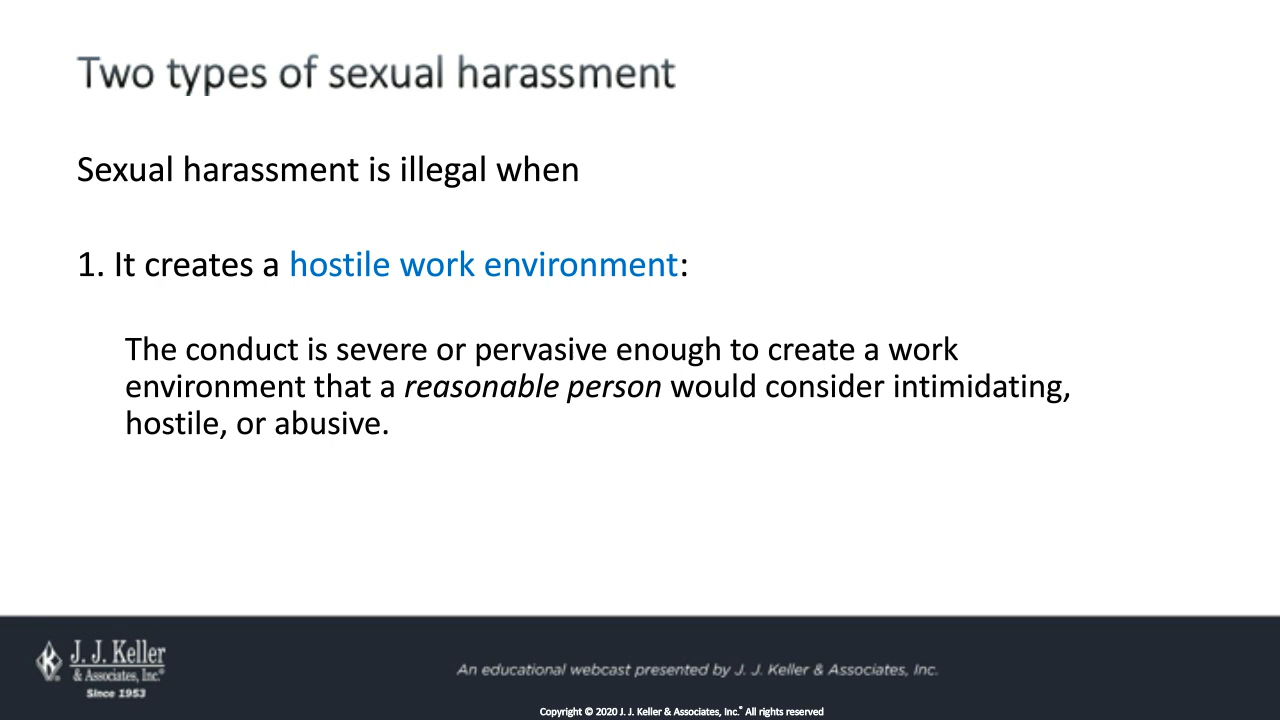 Two types of sexual harassment
Sexual harassment is illegal when
1. It creates a hostile work environment:
The conduct is severe or pervasive enough to create a work
environment that a reasonable person would consider intimidating,
hostile, or abusive.
J. J. Keller
& Associates, Inc.®
Since 1953
An educational webcast presented by J. J. Keller & Associates, Inc.
Copyright © 2020 J. J. Keller & Associates, Inc.® All rights reserved